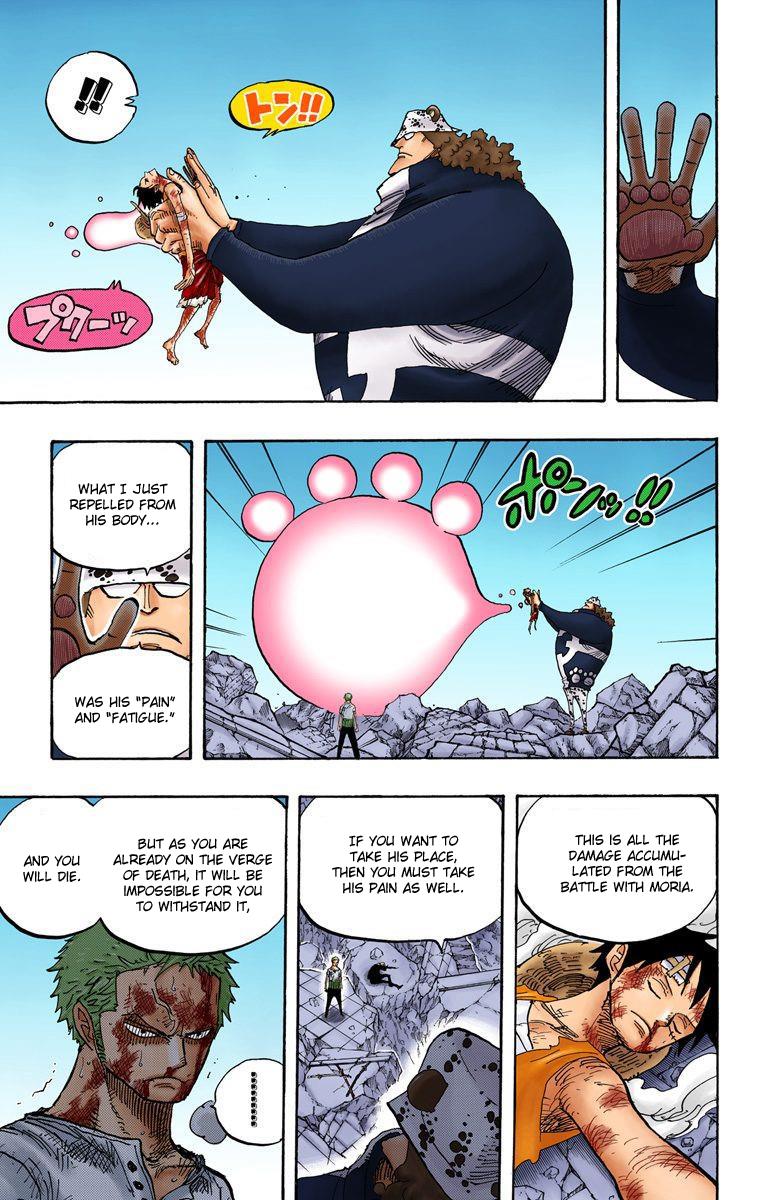 トン!!
!!
プクーッ
ポンッ!!
WHAT I JUST
REPELLED FROM
HIS BODY...
WAS HIS "PAIN"
AND "FATIGUE."
THIS IS ALL THE
DAMAGE ACCUMU-
LATED FROM THE
BATTLE WITH MORIA.
IF YOU WANT TO
TAKE HIS PLACE,
THEN YOU MUST TAKE
HIS PAIN AS WELL.
BUT AS YOU ARE
ALREADY ON THE VERGE
OF DEATH, IT WILL BE
IMPOSSIBLE FOR YOU
TO WITHSTAND IT,
AND YOU
WILL DIE.
.........